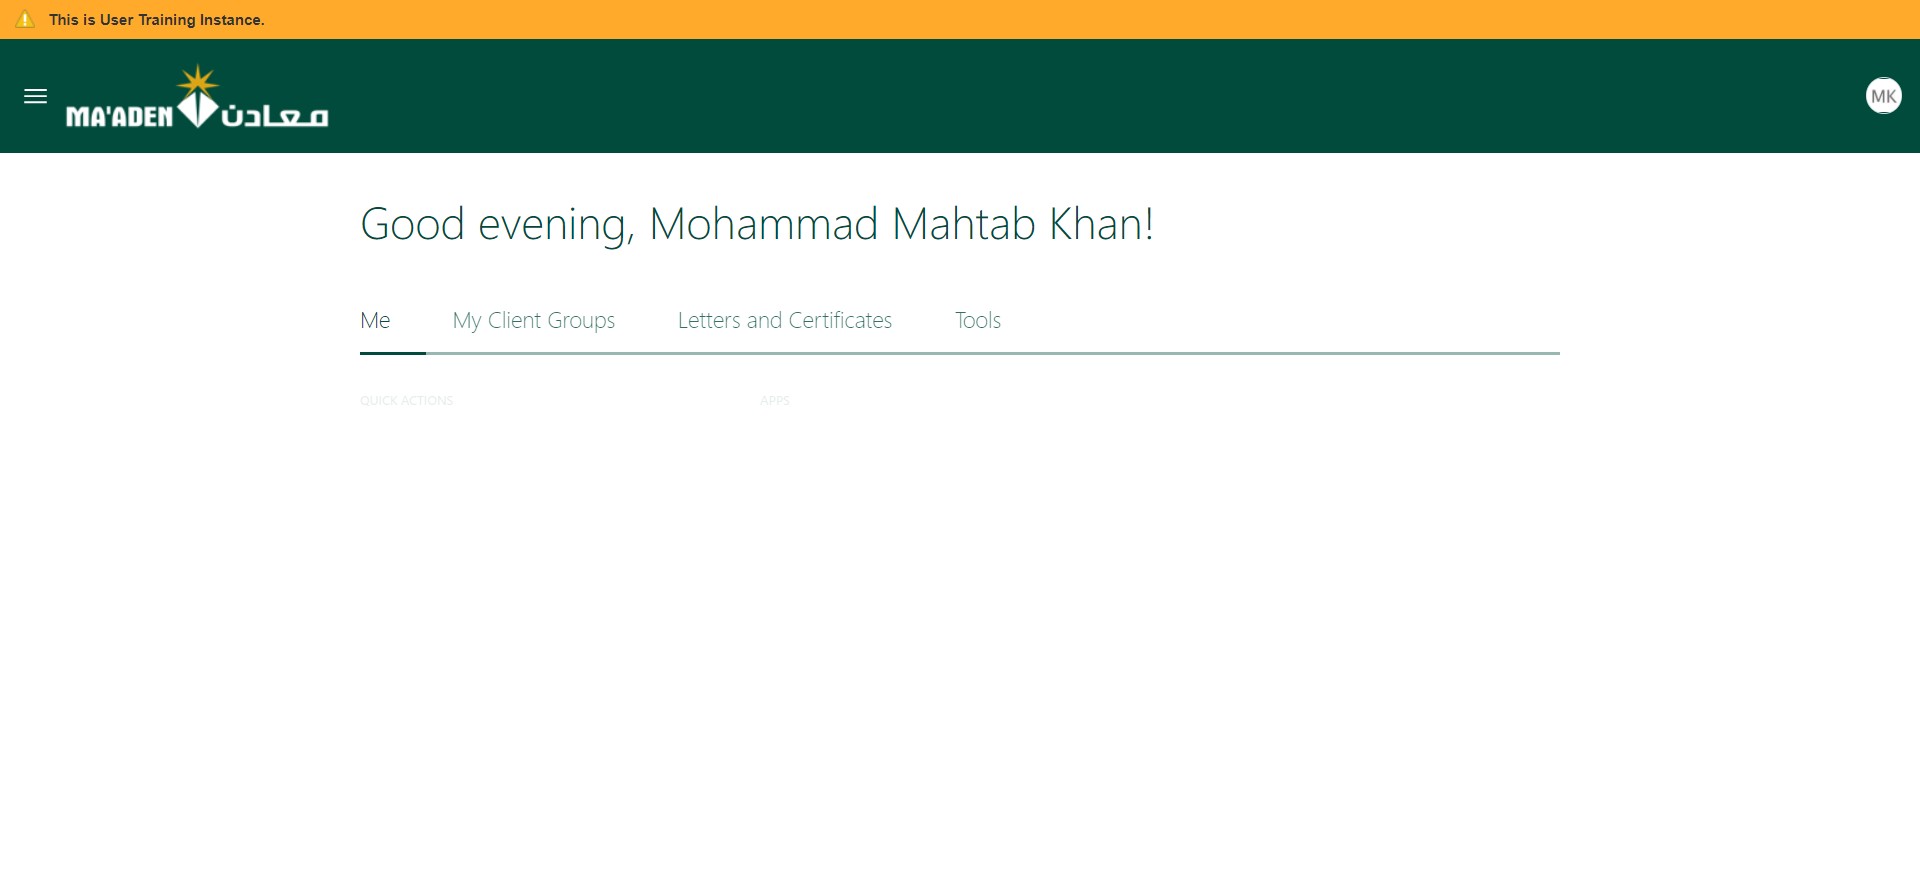 This is User Training Instance.
MA'ADEN معادن
MK
Good evening, Mohammad Mahtab Khan!
Me My Client Groups Letters and Certificates Tools
QUICK ACTIONS APPS